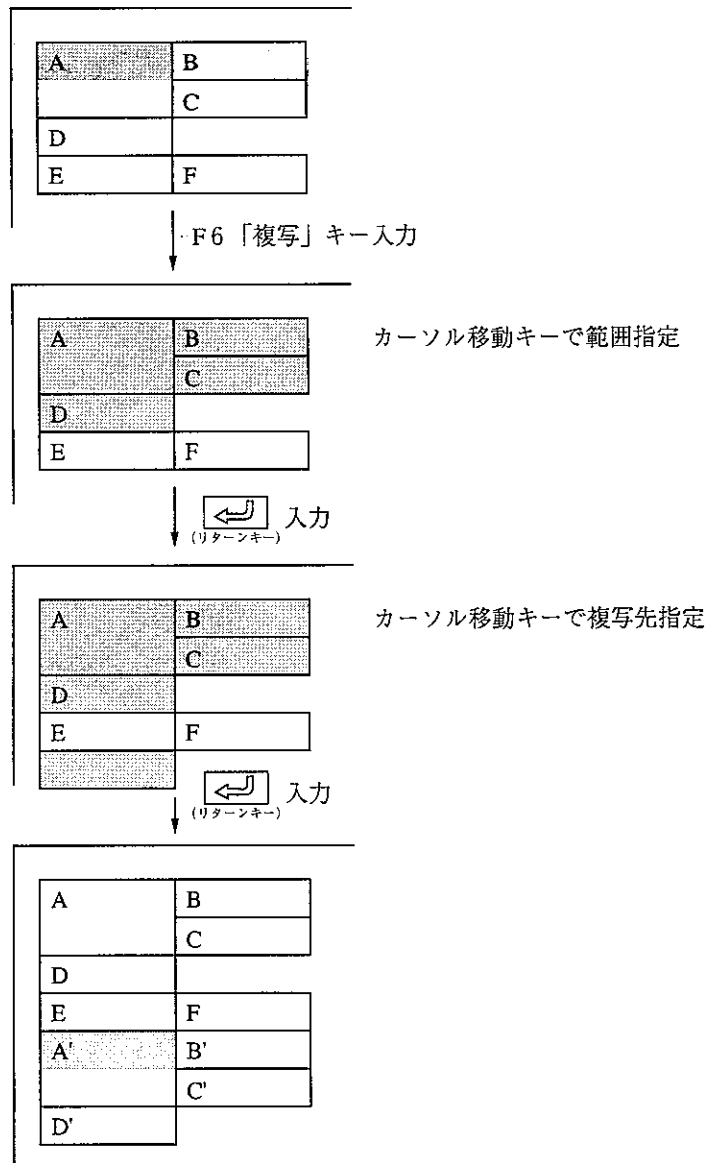 A B
C
D
E F
F6「複写」キー入力
A B
C
D
E F
カーソル移動キーで範囲指定
入力
(リターンキー)
A B
C
D
E F
カーソル移動キーで複写先指定
入力
(リターンキー)
A B
C
D
E F
A' B'
C'
D'